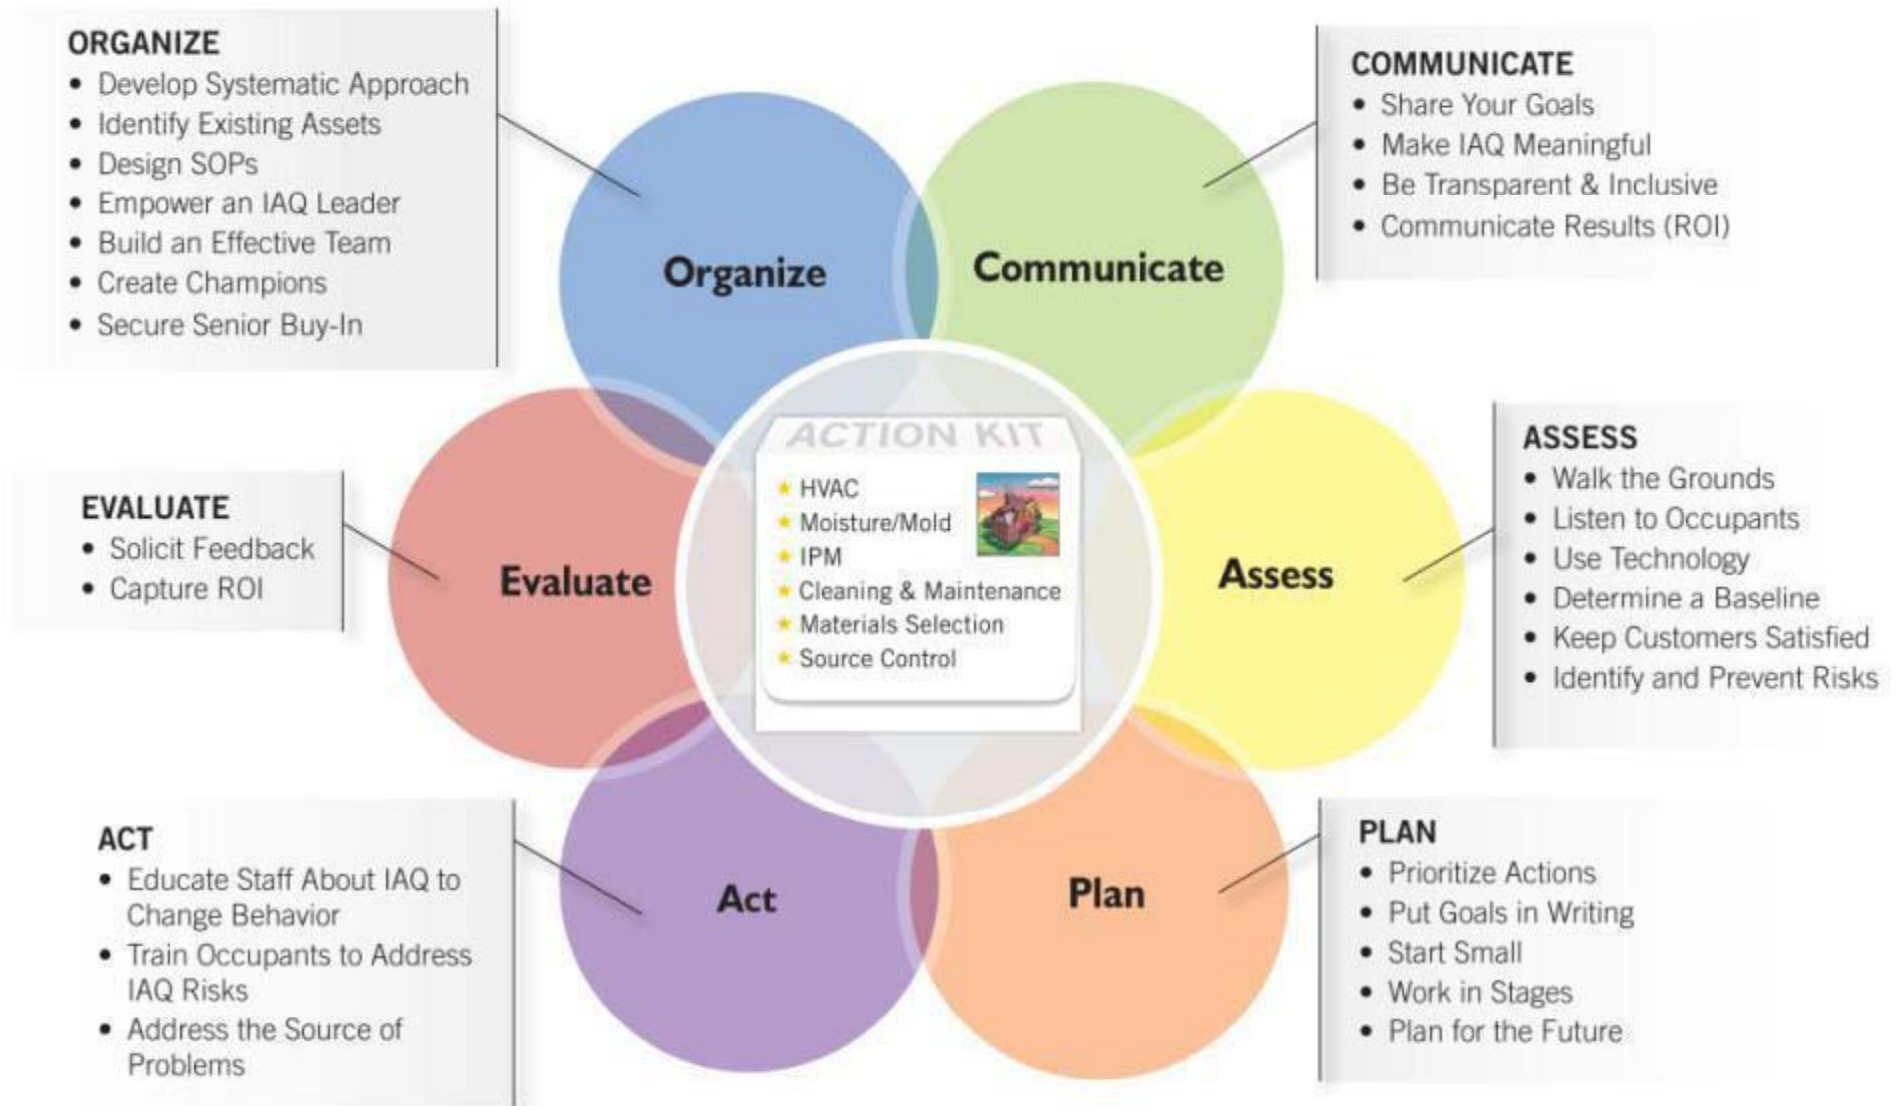 ORGANIZE
• Develop Systematic Approach
• Identify Existing Assets
• Design SOPs
• Empower an IAQ Leader
• Build an Effective Team
• Create Champions
• Secure Senior Buy-In
COMMUNICATE
• Share Your Goals
• Make IAQ Meaningful
• Be Transparent & Inclusive
• Communicate Results (ROI)
Organize
Communicate
EVALUATE
• Solicit Feedback
• Capture ROI
Evaluate
ACTION KIT
★ HVAC
★ Moisture/Mold
★ IPM
★ Cleaning & Maintenance
★ Materials Selection
★ Source Control
Assess
ASSESS
• Walk the Grounds
• Listen to Occupants
• Use Technology
• Determine a Baseline
• Keep Customers Satisfied
• Identify and Prevent Risks
ACT
• Educate Staff About IAQ to
Change Behavior
• Train Occupants to Address
IAQ Risks
• Address the Source of
Problems
Act
Plan
PLAN
• Prioritize Actions
• Put Goals in Writing
• Start Small
• Work in Stages
• Plan for the Future